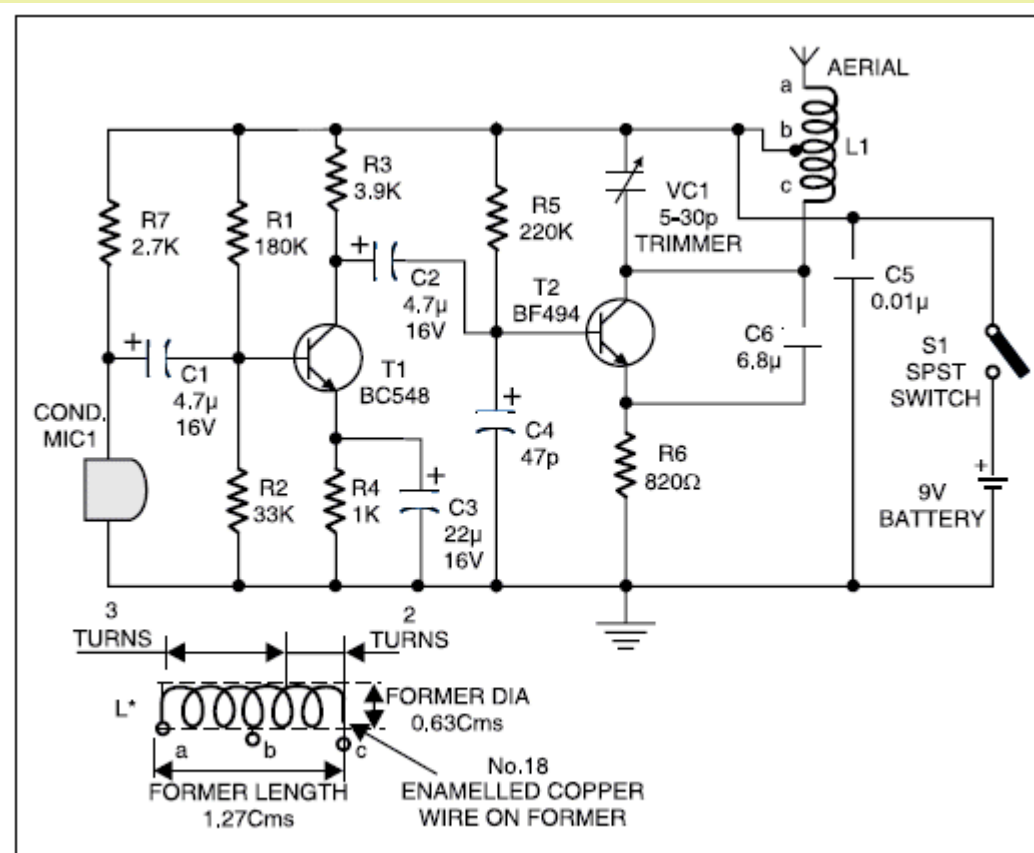 AERIAL
a
b
L1
c
R3
3.9K
R7
2.7K
R1
180K
R5
220K
VC1
5-30p
TRIMMER
+
C2
4.7µ
16V
T2
BF494
C5
0.01µ
C6
6.8µ
S1
SPST
SWITCH
+
C1
4.7µ
16V
T1
BC548
COND.
MIC1
+
C4
47p
R6
820Ω
+
9V
BATTERY
R2
33K
R4
1K
+
C3
22µ
16V
3
TURNS
2
TURNS
L*
a
b
c
FORMER DIA
0.63Cms
FORMER LENGTH
1.27Cms
No.18
ENAMELLED COPPER
WIRE ON FORMER